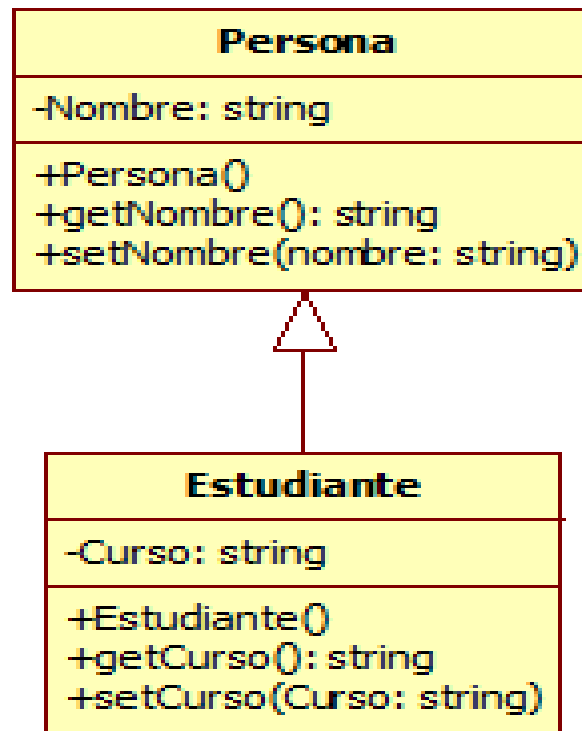 Persona
-Nombre: string
+Persona()
+getNombre(): string
+setNombre(nombre: string)
Estudiante
-Curso: string
+Estudiante()
+getCurso(): string
+setCurso(Curso: string)